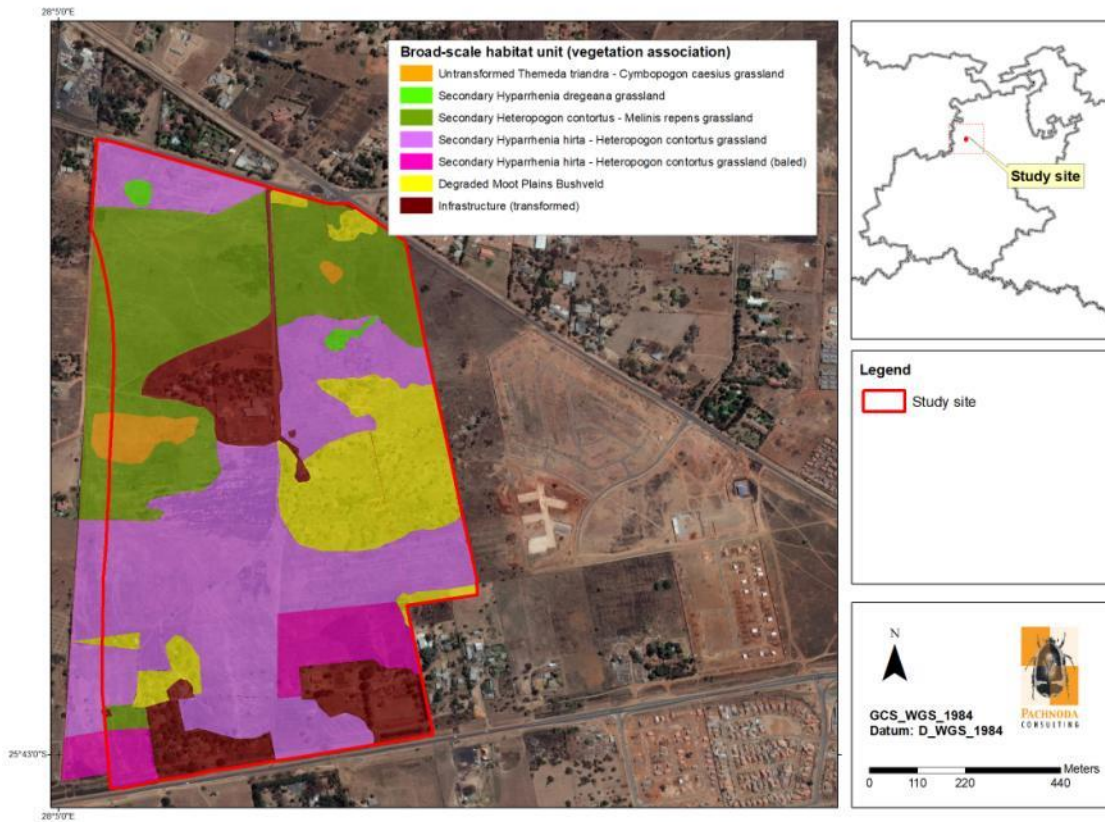 28°5'0"E
Broad-scale habitat unit (vegetation association)
Untransformed Themeda triandra - Cymbopogon caesius grassland
Secondary Hyparrhenia dregeana grassland
Secondary Heteropogon contortus - Melinis repens grassland
Secondary Hyparrhenia hirta - Heteropogon contortus grassland
Secondary Hyparrhenia hirta - Heteropogon contortus grassland (baled)
Degraded Moot Plains Bushveld
Infrastructure (transformed)
Study site
Legend
Study site
N
GCS_WGS_1984
Datum: D_WGS_1984
PACHNODA
CONSULTING
Meters
0 110 220 440
25°43'0"S
28°5'0"E